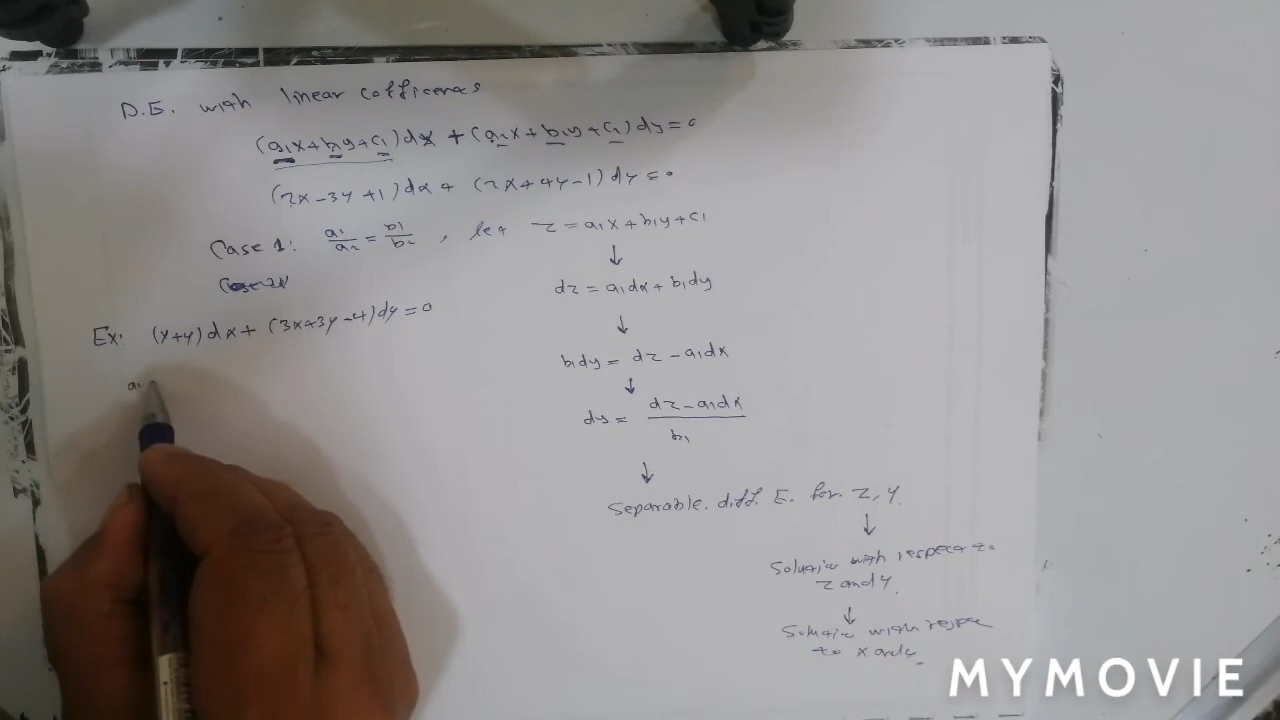 D.E. with linear cofficenes
(a1x+b1y+c1)dx + (a2x+b2y+c2)dy=0
(2x-3y+1)dx+ (2x+4y-1)dy=0
Case 1: a1/a2 = b1/b2 , let z = a1x+b1y+c1
↓
dz = a1dx+b1dy
↓
Ex: (x+y)dx+ (3x+3y-4)dy=0
b1dy = dz - a1dx
a1
↓
dy = dz - a1dx / b1
↓
Separable. diff. E. for z, y.
↓
Solution with respect to
z and y.
↓
with
to x and y.
MYMOVIE